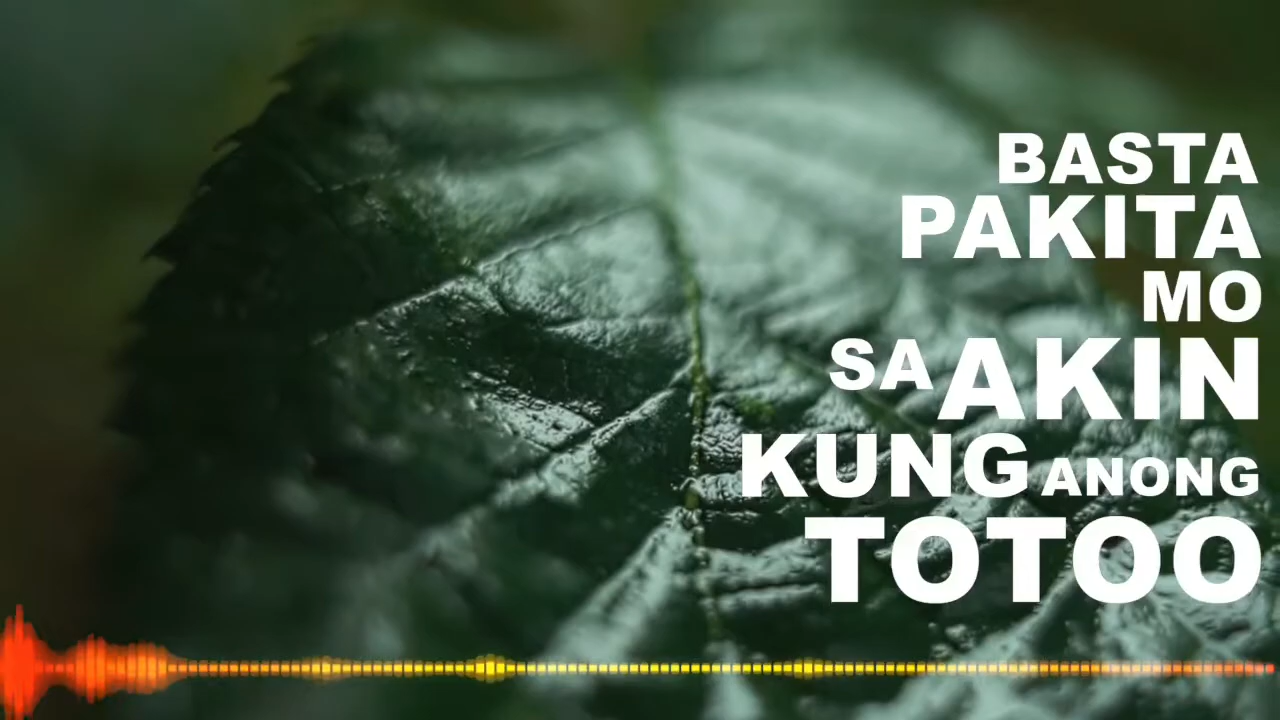 BASTA
PAKITA
MO
SA AKIN
KUNG ANONG
TOTOO